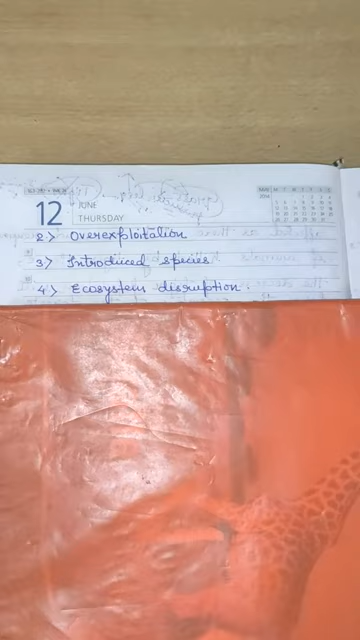 12
JUNE
THURSDAY
2> Overexploitation
3> Introduced species
4> Ecosystem disruption.